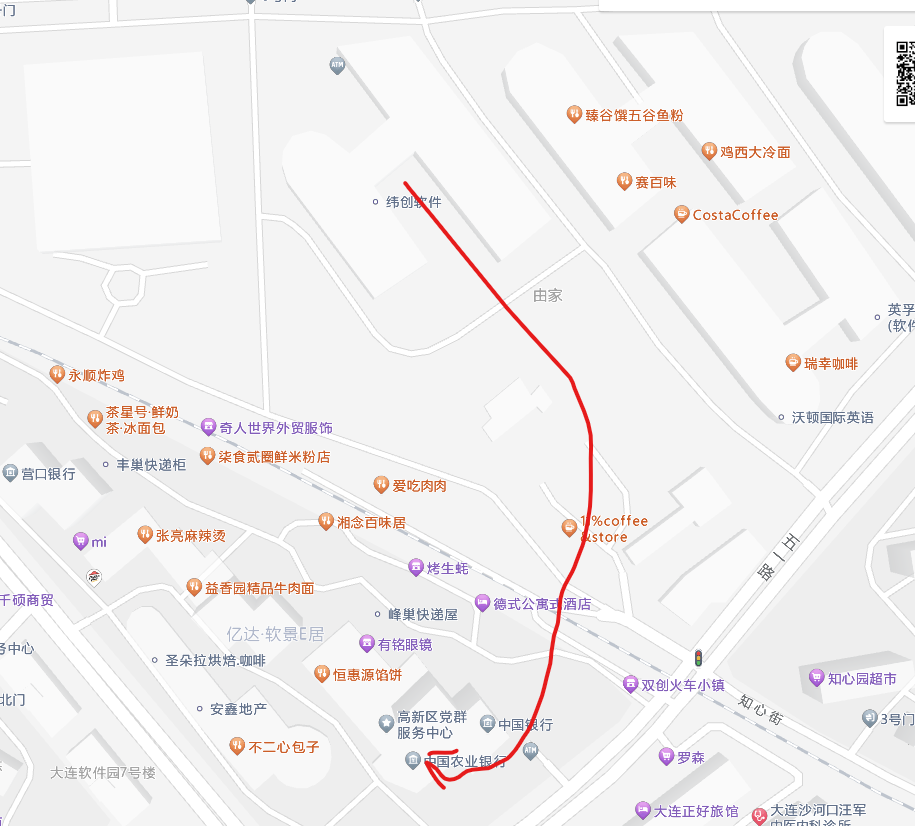 门
ATM
臻谷馔五谷鱼粉
鸡西大冷面
赛百味
纬创软件
CostaCoffee
由家
英孚
(软件
瑞幸咖啡
永顺炸鸡
茶星号·鲜奶
茶·冰面包
奇人世界外贸服饰
沃顿国际英语
柒食贰圈鲜米粉店
丰巢快递柜
营口银行
爱吃肉肉
湘念百味居
1%coffee
&store
张亮麻辣烫
mi
五一路
烤生蚝
益香园精品牛肉面
千硕商贸
德式公寓式酒店
峰巢快递屋
亿达·软景E居
有铭眼镜
务中心
圣朵拉烘焙·咖啡
恒惠源馅饼
双创火车小镇
知心园超市
北门
安鑫地产
知心街
高新区党群
服务中心
中国银行
3号门
不二心包子
ATM
中国农业银行
罗森
大连软件园7号楼
大连正好旅馆
大连沙河口汪军
中医内科诊所